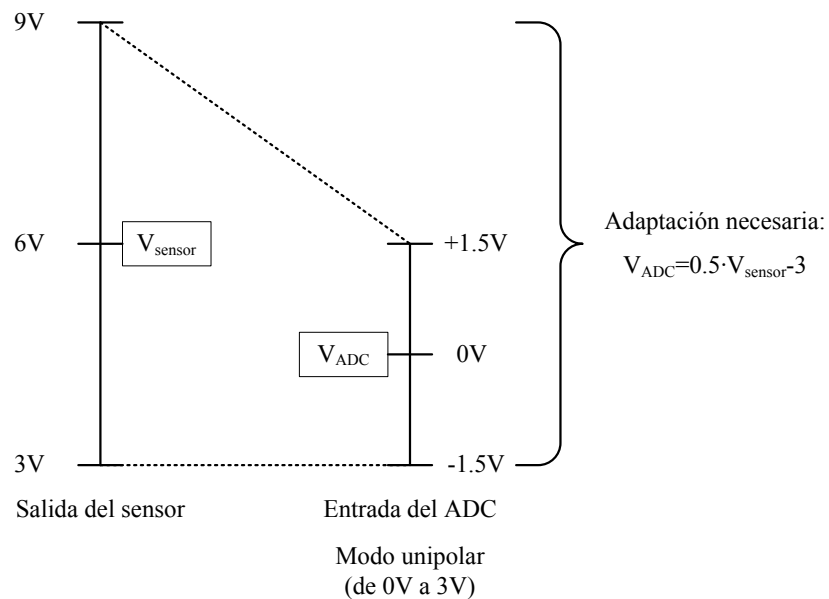 9V
6V
V_sensor
+1.5V
Adaptación necesaria:
V_ADC=0.5·V_sensor-3
V_ADC
0V
3V
-1.5V
Salida del sensor
Entrada del ADC
Modo unipolar
(de 0V a 3V)